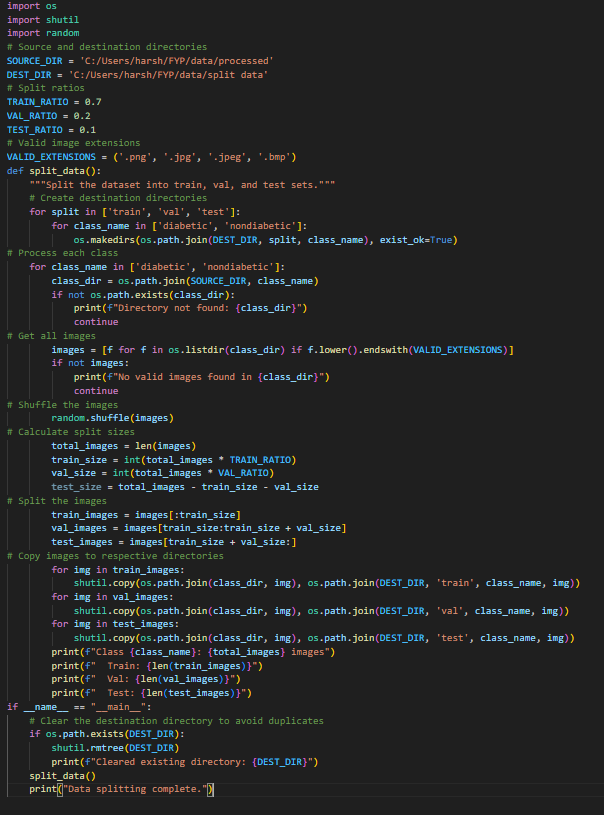 import os
import shutil
import random
# Source and destination directories
SOURCE_DIR = 'C:/Users/harsh/FYP/data/processed'
DEST_DIR = 'C:/Users/harsh/FYP/data/split data'
# Split ratios
TRAIN_RATIO = 0.7
VAL_RATIO = 0.2
TEST_RATIO = 0.1
# Valid image extensions
VALID_EXTENSIONS = ('.png', '.jpg', '.jpeg', '.bmp')
def split_data():
    """Split the dataset into train, val, and test sets."""
    # Create destination directories
    for split in ['train', 'val', 'test']:
        for class_name in ['diabetic', 'nondiabetic']:
            os.makedirs(os.path.join(DEST_DIR, split, class_name), exist_ok=True)
# Process each class
    for class_name in ['diabetic', 'nondiabetic']:
        class_dir = os.path.join(SOURCE_DIR, class_name)
        if not os.path.exists(class_dir):
            print(f"Directory not found: {class_dir}")
            continue
# Get all images
        images = [f for f in os.listdir(class_dir) if f.lower().endswith(VALID_EXTENSIONS)]
        if not images:
            print(f"No valid images found in {class_dir}")
            continue
# Shuffle the images
        random.shuffle(images)
# Calculate split sizes
        total_images = len(images)
        train_size = int(total_images * TRAIN_RATIO)
        val_size = int(total_images * VAL_RATIO)
        test_size = total_images - train_size - val_size
# Split the images
        train_images = images[:train_size]
        val_images = images[train_size:train_size + val_size]
        test_images = images[train_size + val_size:]
# Copy images to respective directories
        for img in train_images:
            shutil.copy(os.path.join(class_dir, img), os.path.join(DEST_DIR, 'train', class_name, img))
        for img in val_images:
            shutil.copy(os.path.join(class_dir, img), os.path.join(DEST_DIR, 'val', class_name, img))
        for img in test_images:
            shutil.copy(os.path.join(class_dir, img), os.path.join(DEST_DIR, 'test', class_name, img))
        print(f"Class {class_name}: {total_images} images")
        print(f"  Train: {len(train_images)}")
        print(f"  Val: {len(val_images)}")
        print(f"  Test: {len(test_images)}")
if __name__ == "__main__":
    # Clear the destination directory to avoid duplicates
    if os.path.exists(DEST_DIR):
        shutil.rmtree(DEST_DIR)
        print(f"Cleared existing directory: {DEST_DIR}")
    split_data()
    print("Data splitting complete.")